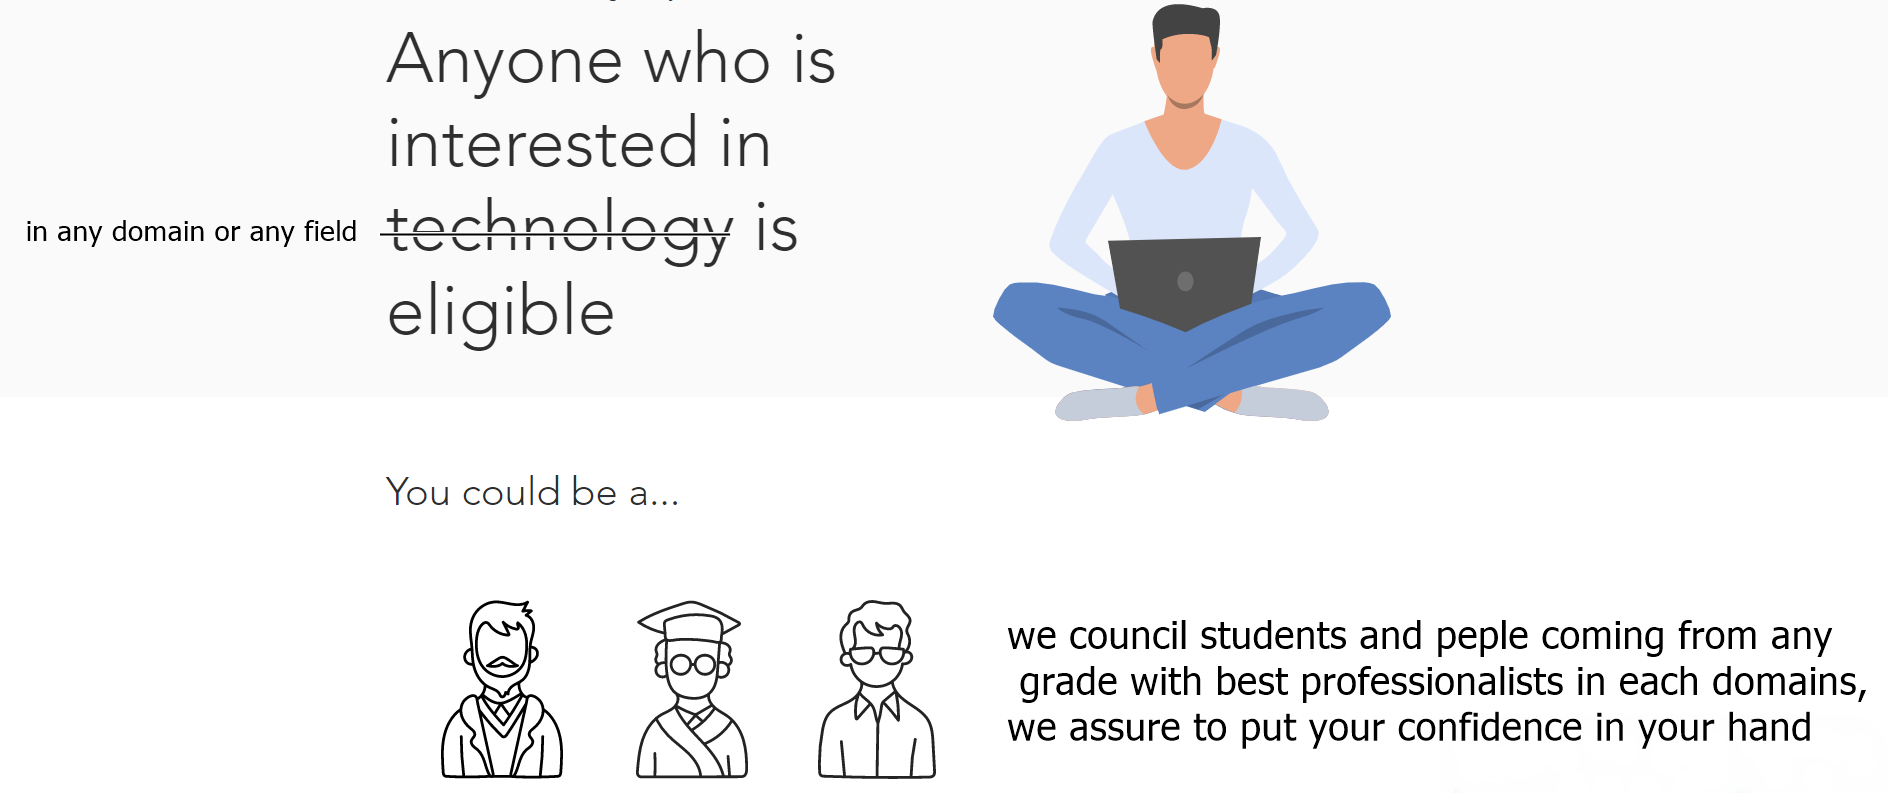 Anyone who is
interested in
in any domain or any field
technology is
eligible
You could be a...
we council students and peple coming from any
grade with best professionalists in each domains,
we assure to put your confidence in your hand